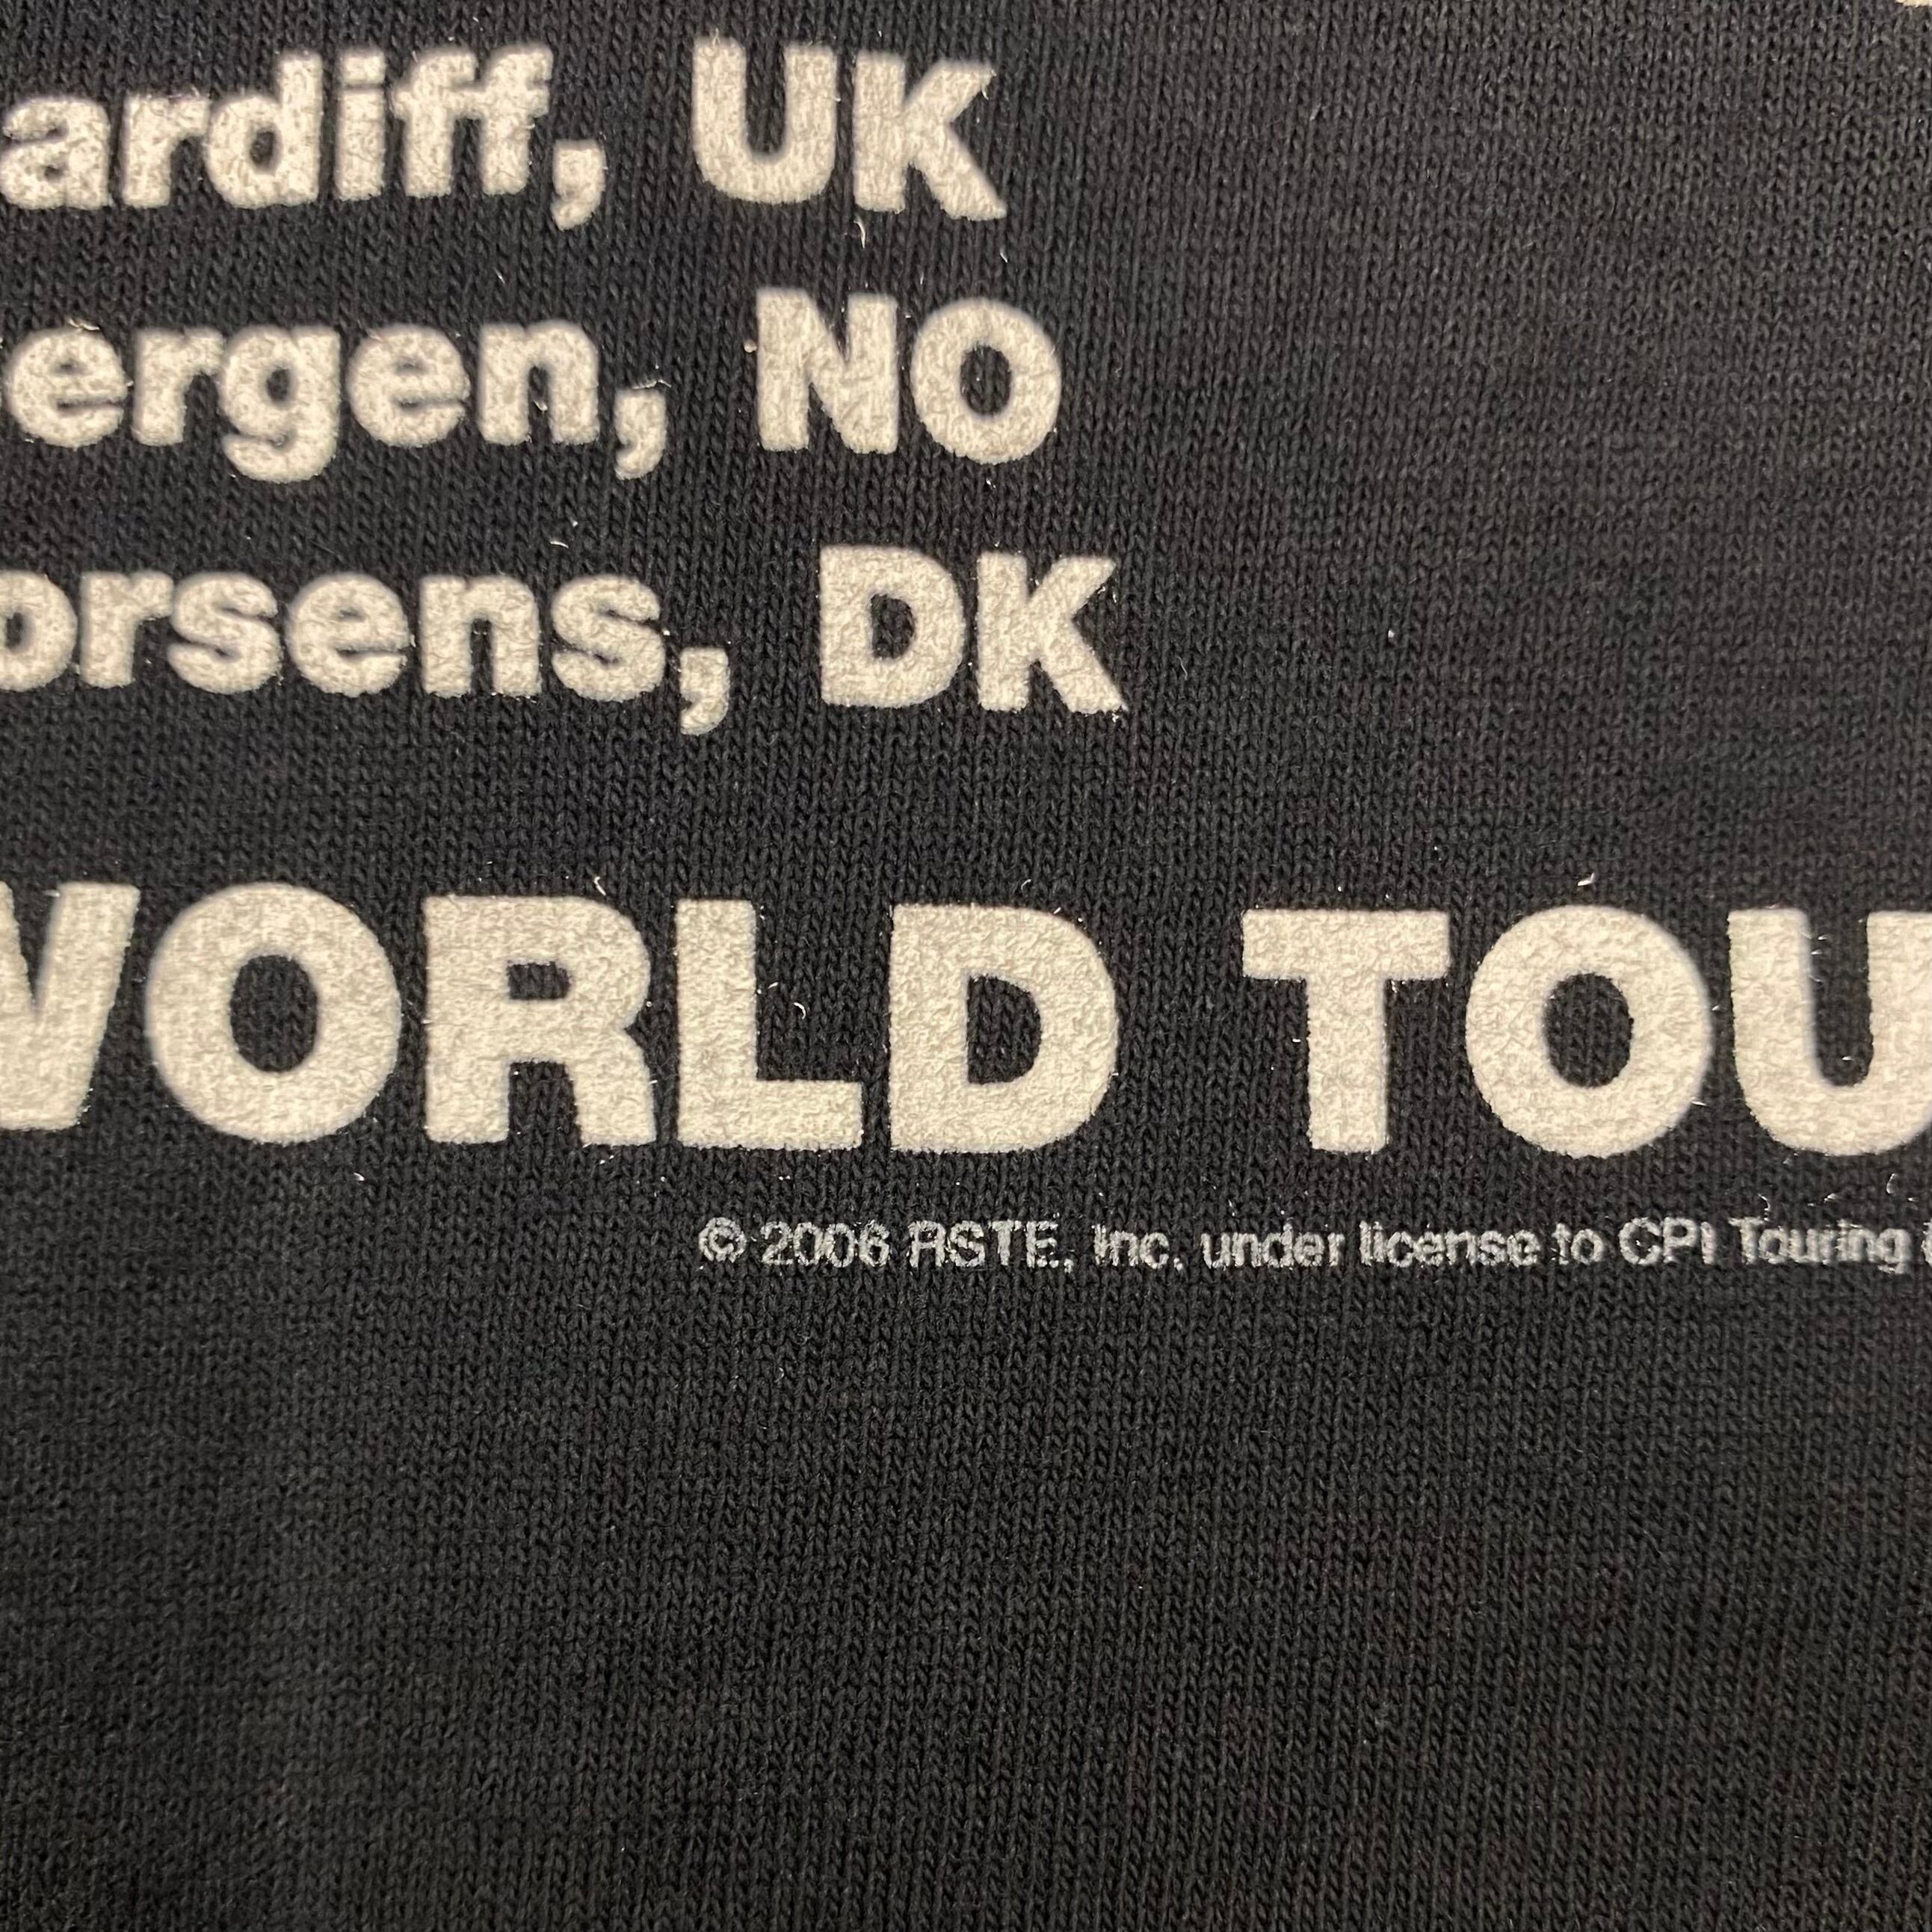 ardiff, UK
ergen, NO
orsens, DK
WORLD TOU
© 2006 RSTE, Inc. under license to CPI Touring